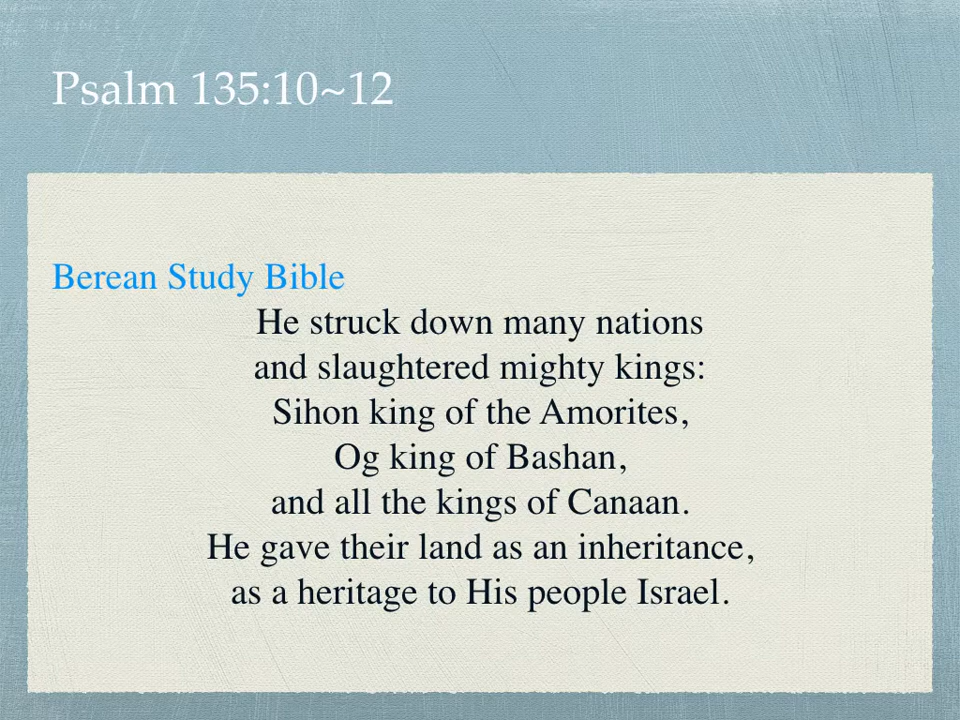 Psalm 135:10~12
Berean Study Bible
He struck down many nations
and slaughtered mighty kings:
Sihon king of the Amorites,
Og king of Bashan,
and all the kings of Canaan.
He gave their land as an inheritance,
as a heritage to His people Israel.